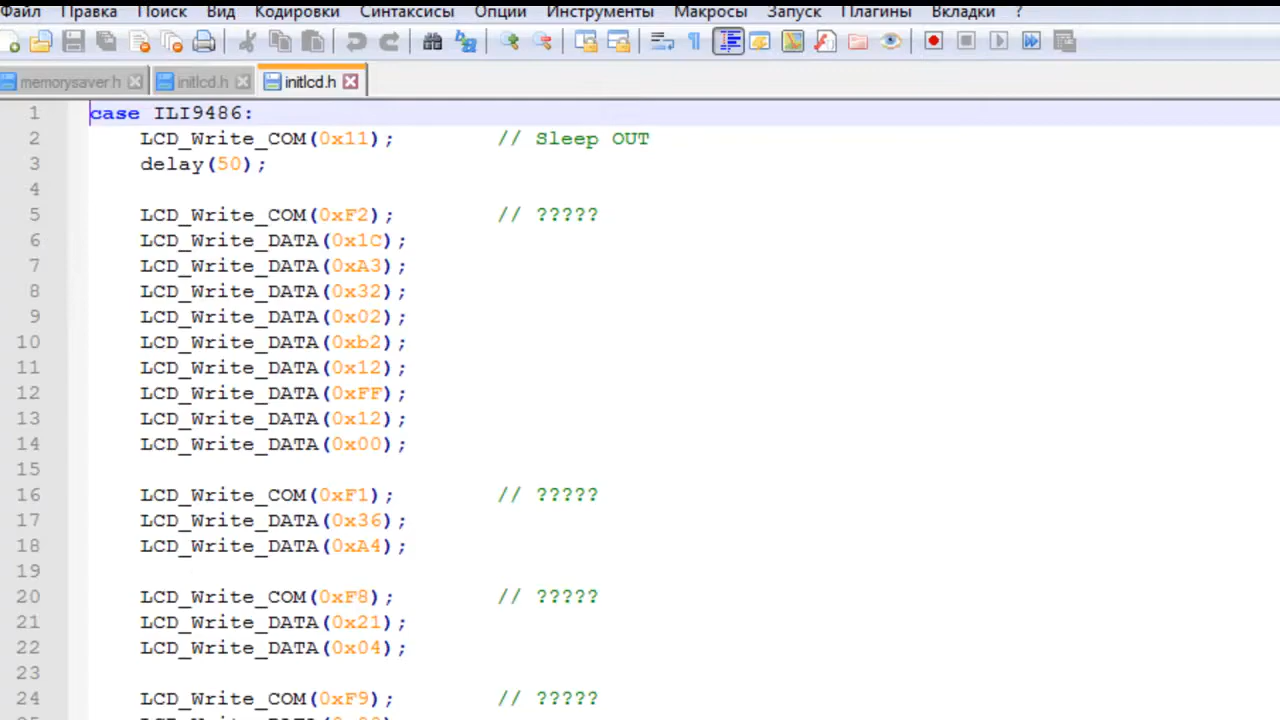 Файл Правка Поиск Вид Кодировки Синтаксисы Опции Инструменты Макросы Запуск Плагины Вкладки ?
memorysaver.h initlcd.h initlcd.h
1 case ILI9486:
2 LCD_Write_COM(0x11); // Sleep OUT
3 delay(50);
4
5 LCD_Write_COM(0xF2); // ?????
6 LCD_Write_DATA(0x1C);
7 LCD_Write_DATA(0xA3);
8 LCD_Write_DATA(0x32);
9 LCD_Write_DATA(0x02);
10 LCD_Write_DATA(0xb2);
11 LCD_Write_DATA(0x12);
12 LCD_Write_DATA(0xFF);
13 LCD_Write_DATA(0x12);
14 LCD_Write_DATA(0x00);
15
16 LCD_Write_COM(0xF1); // ?????
17 LCD_Write_DATA(0x36);
18 LCD_Write_DATA(0xA4);
19
20 LCD_Write_COM(0xF8); // ?????
21 LCD_Write_DATA(0x21);
22 LCD_Write_DATA(0x04);
23
24 LCD_Write_COM(0xF9); // ?????